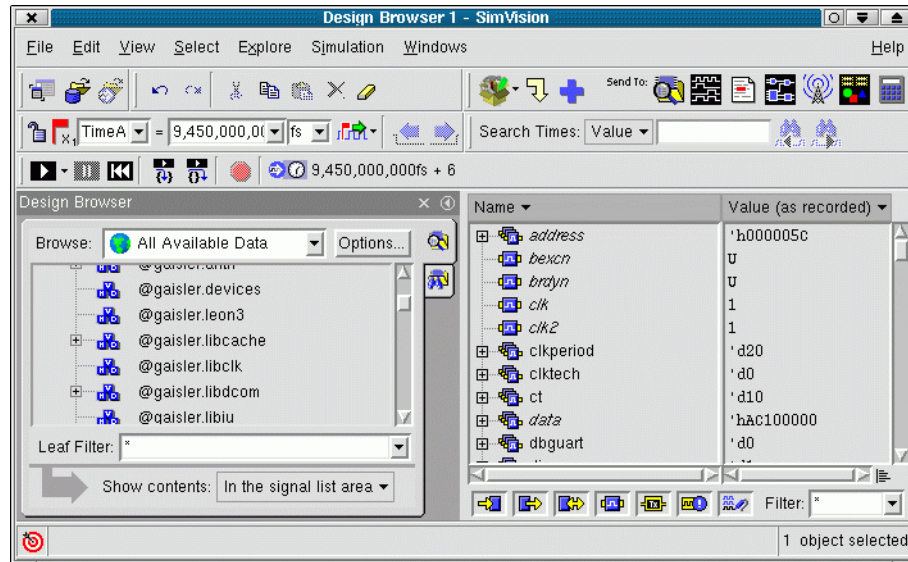 Design Browser 1 - SimVision
File Edit View Select Explore Simulation Windows Help
Send To:
X₁ TimeA = 9,450,000,0( fs Search Times: Value
9,450,000,000fs + 6
Design Browser
Browse: All Available Data Options...
@gaisler.devices
@gaisler.leon3
@gaisler.libcache
@gaisler.libclk
@gaisler.libdcom
@gaisler.libiu
Leaf Filter: *
Show contents: In the signal list area
Name Value (as recorded)
address 'h000005C
bexcn U
brdyn U
clk 1
clk2 1
clkperiod 'd20
clktech 'd0
ct 'd10
data 'hAC100000
dbguart 'd0
Filter: *
1 object selected